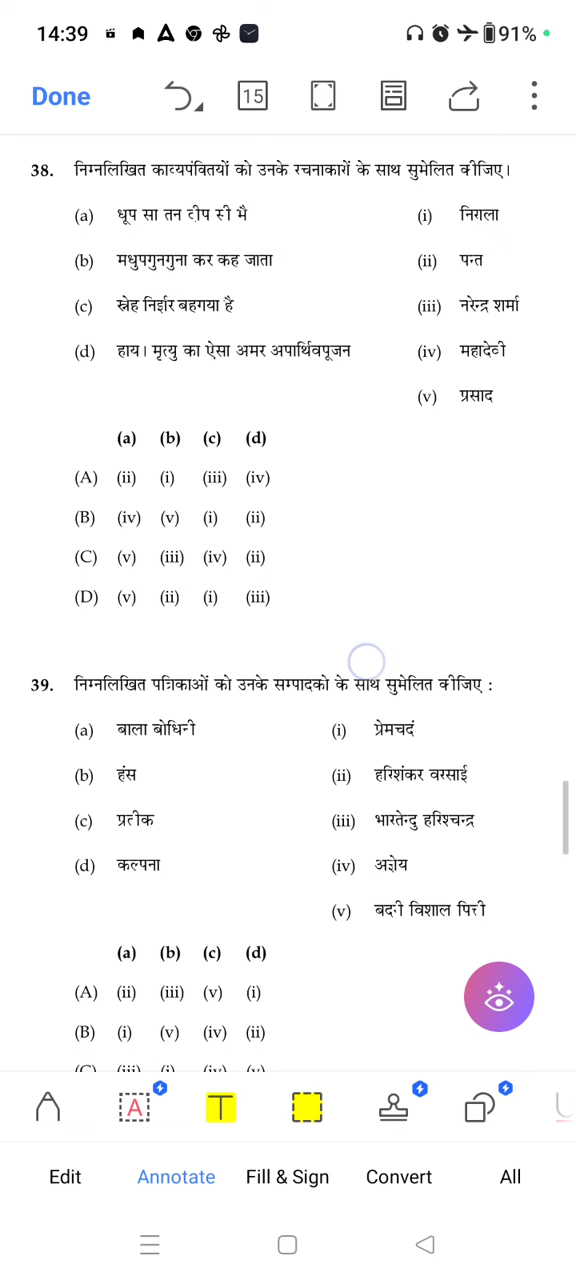 14:39
91%
Done
15
38. निम्नलिखित काव्यपंक्तियों को उनके रचनाकारों के साथ सुमेलित कीजिए।
(a) धूप सा तन दीप सी मै (i) निराला
(b) मधुपगुनगुना कर कह जाता (ii) पन्त
(c) स्नेह निर्झर बहगया है (iii) नरेन्द्र शर्मा
(d) हाय। मृत्यु का ऐसा अमर अपार्थिवपूजन (iv) महादेवी
(v) प्रसाद
(a) (b) (c) (d)
(A) (ii) (i) (iii) (iv)
(B) (iv) (v) (i) (ii)
(C) (v) (iii) (iv) (ii)
(D) (v) (ii) (i) (iii)
39. निम्नलिखित पत्रिकाओं को उनके सम्पादको के साथ सुमेलित कीजिए :
(a) बाला बोधिनी (i) प्रेमचदं
(b) हंस (ii) हरिशंकर वरसाई
(c) प्रतीक (iii) भारतेन्दु हरिश्चन्द्र
(d) कल्पना (iv) अज्ञेय
(v) बदरी विशाल पित्ती
(a) (b) (c) (d)
(A) (ii) (iii) (v) (i)
(B) (i) (v) (iv) (ii)
(C) (iii) (i) (iv) (v)
A T
Edit Annotate Fill & Sign Convert All